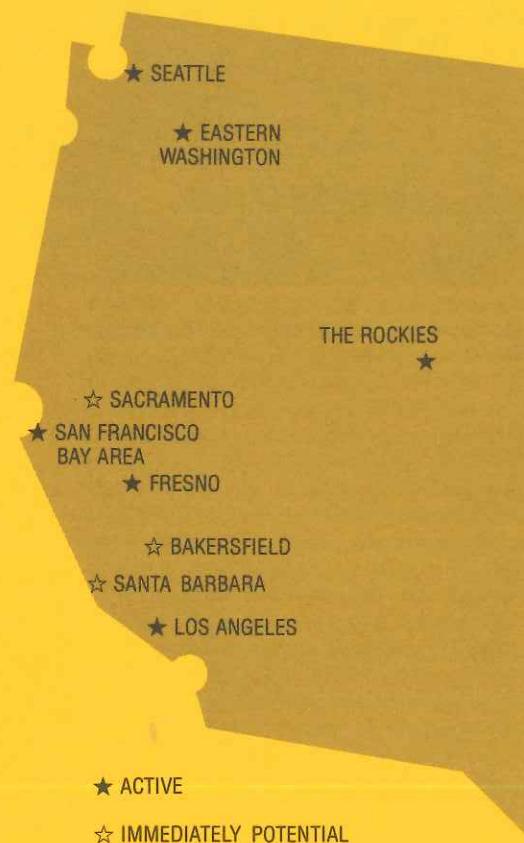 ★ SEATTLE
★ EASTERN
WASHINGTON
THE ROCKIES
★
☆ SACRAMENTO
★ SAN FRANCISCO
BAY AREA
★ FRESNO
☆ BAKERSFIELD
☆ SANTA BARBARA
★ LOS ANGELES
★ ACTIVE
☆ IMMEDIATELY POTENTIAL